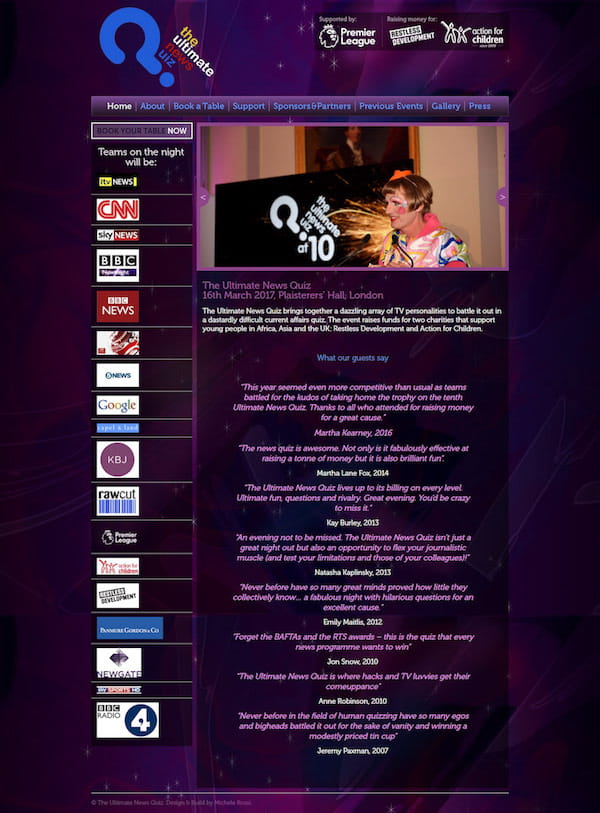 the
ultimate
news
uiz.
Supported by:
Premier
League
Raising money for:
RESTLESS
DEVELOPMENT
action for
children
Home | About | Book a Table | Support | Sponsors&Partners | Previous Events | Gallery | Press
BOOK YOUR TABLE NOW
Teams on the night
will be:
itv NEWS
CNN
sky NEWS
BBC
Newsnight
BBC
NEWS
5 NEWS
Google
capel & land
KBJ
rawcut
Premier
League
action for
children
RESTLESS
DEVELOPMENT
PANMURE GORDON & CO
NEWGATE
SKY SPORTS HD
BBC
RADIO 4
<
>
the
ultimate
news
uiz
at 10
The Ultimate News Quiz
16th March 2017, Plaisterers' Hall, London
The Ultimate News Quiz brings together a dazzling array of TV personalities to battle it out in
a dastardly difficult current affairs quiz. The event raises funds for two charities that support
young people in Africa, Asia and the UK: Restless Development and Action for Children.
What our guests say
"This year seemed even more competitive than usual as teams
battled for the kudos of taking home the trophy on the tenth
Ultimate News Quiz. Thanks to all who attended for raising money
for a great cause."
Martha Kearney, 2016
"The news quiz is awesome. Not only is it fabulously effective at
raising a tonne of money but it is also brilliant fun".
Martha Lane Fox, 2014
"The Ultimate News Quiz lives up to its billing on every level.
Ultimate fun, questions and rivalry. Great evening. You'd be crazy
to miss it."
Kay Burley, 2013
"An evening not to be missed. The Ultimate News Quiz isn't just a
great night out but also an opportunity to flex your journalistic
muscle (and test your limitations and those of your colleagues)!"
Natasha Kaplinsky, 2013
"Never before have so many great minds proved how little they
collectively know... a fabulous night with hilarious questions for an
excellent cause."
Emily Maitlis, 2012
"Forget the BAFTAs and the RTS awards – this is the quiz that every
news programme wants to win"
Jon Snow, 2010
"The Ultimate News Quiz is where hacks and TV luvvies get their
comeuppance"
Anne Robinson, 2010
"Never before in the field of human quizzing have so many egos
and bigheads battled it out for the sake of vanity and winning a
modestly priced tin cup"
Jeremy Paxman, 2007
© The Ultimate News Quiz. Design & Build by Michele Rossi.